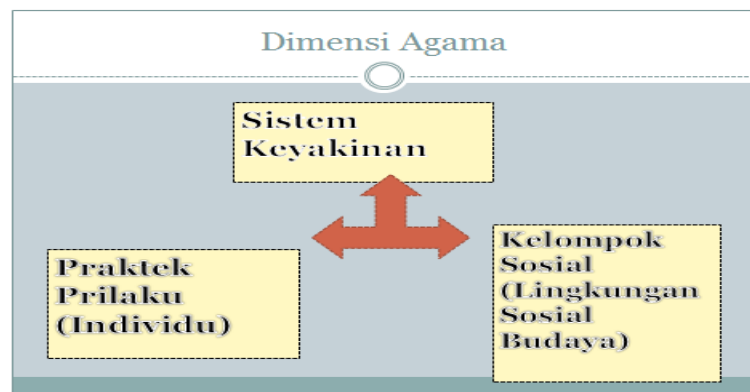 Dimensi Agama
Sistem
Keyakinan
Praktek
Prilaku
(Individu)
Kelompok
Sosial
(Lingkungan
Sosial
Budaya)